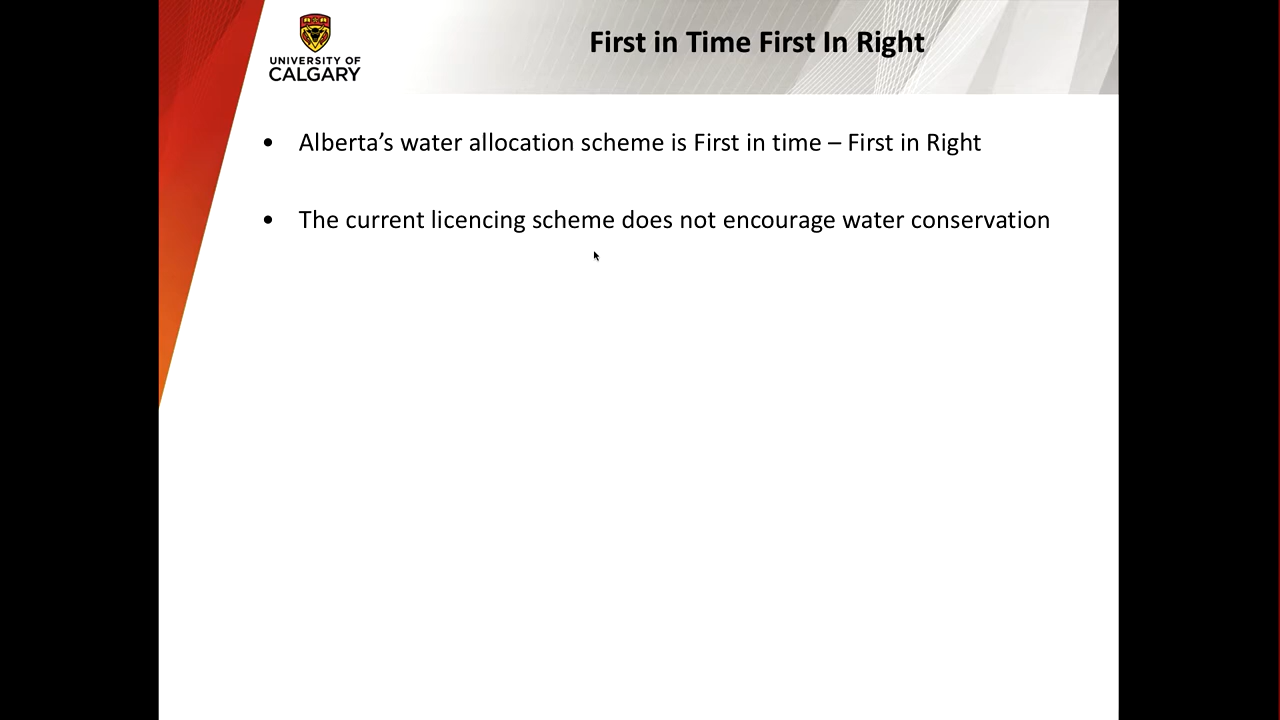 UNIVERSITY OF
CALGARY
First in Time First In Right
• Alberta’s water allocation scheme is First in time – First in Right
• The current licencing scheme does not encourage water conservation